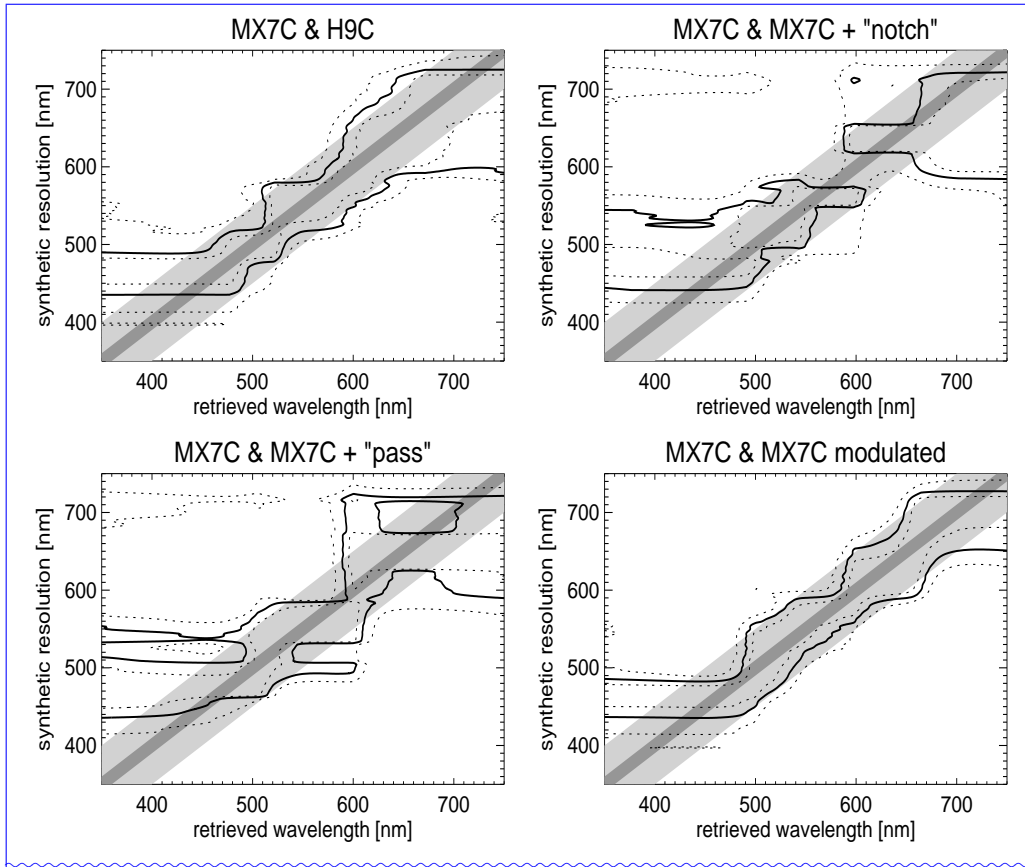 MX7C & H9C
synthetic resolution [nm]
700
600
500
400
400 500 600 700
retrieved wavelength [nm]
MX7C & MX7C + "notch"
synthetic resolution [nm]
700
600
500
400
400 500 600 700
retrieved wavelength [nm]
MX7C & MX7C + "pass"
synthetic resolution [nm]
700
600
500
400
400 500 600 700
retrieved wavelength [nm]
MX7C & MX7C modulated
synthetic resolution [nm]
700
600
500
400
400 500 600 700
retrieved wavelength [nm]